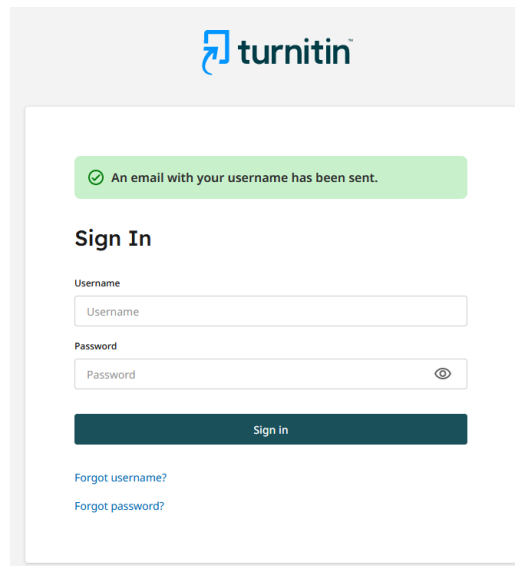 turnitin™
An email with your username has been sent.
Sign In
Username
Username
Password
Password
Sign in
Forgot username?
Forgot password?